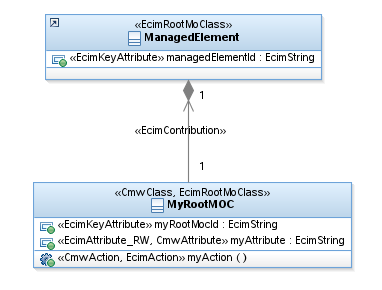 «EcimRootMoClass»
ManagedElement
«EcimKeyAttribute» managedElementId : EcimString
1
«EcimContribution»
1
«CmwClass, EcimRootMoClass»
MyRootMOC
«EcimKeyAttribute» myRootMocId : EcimString
«EcimAttribute_RW, CmwAttribute» myAttribute : EcimString
«CmwAction, EcimAction» myAction ( )